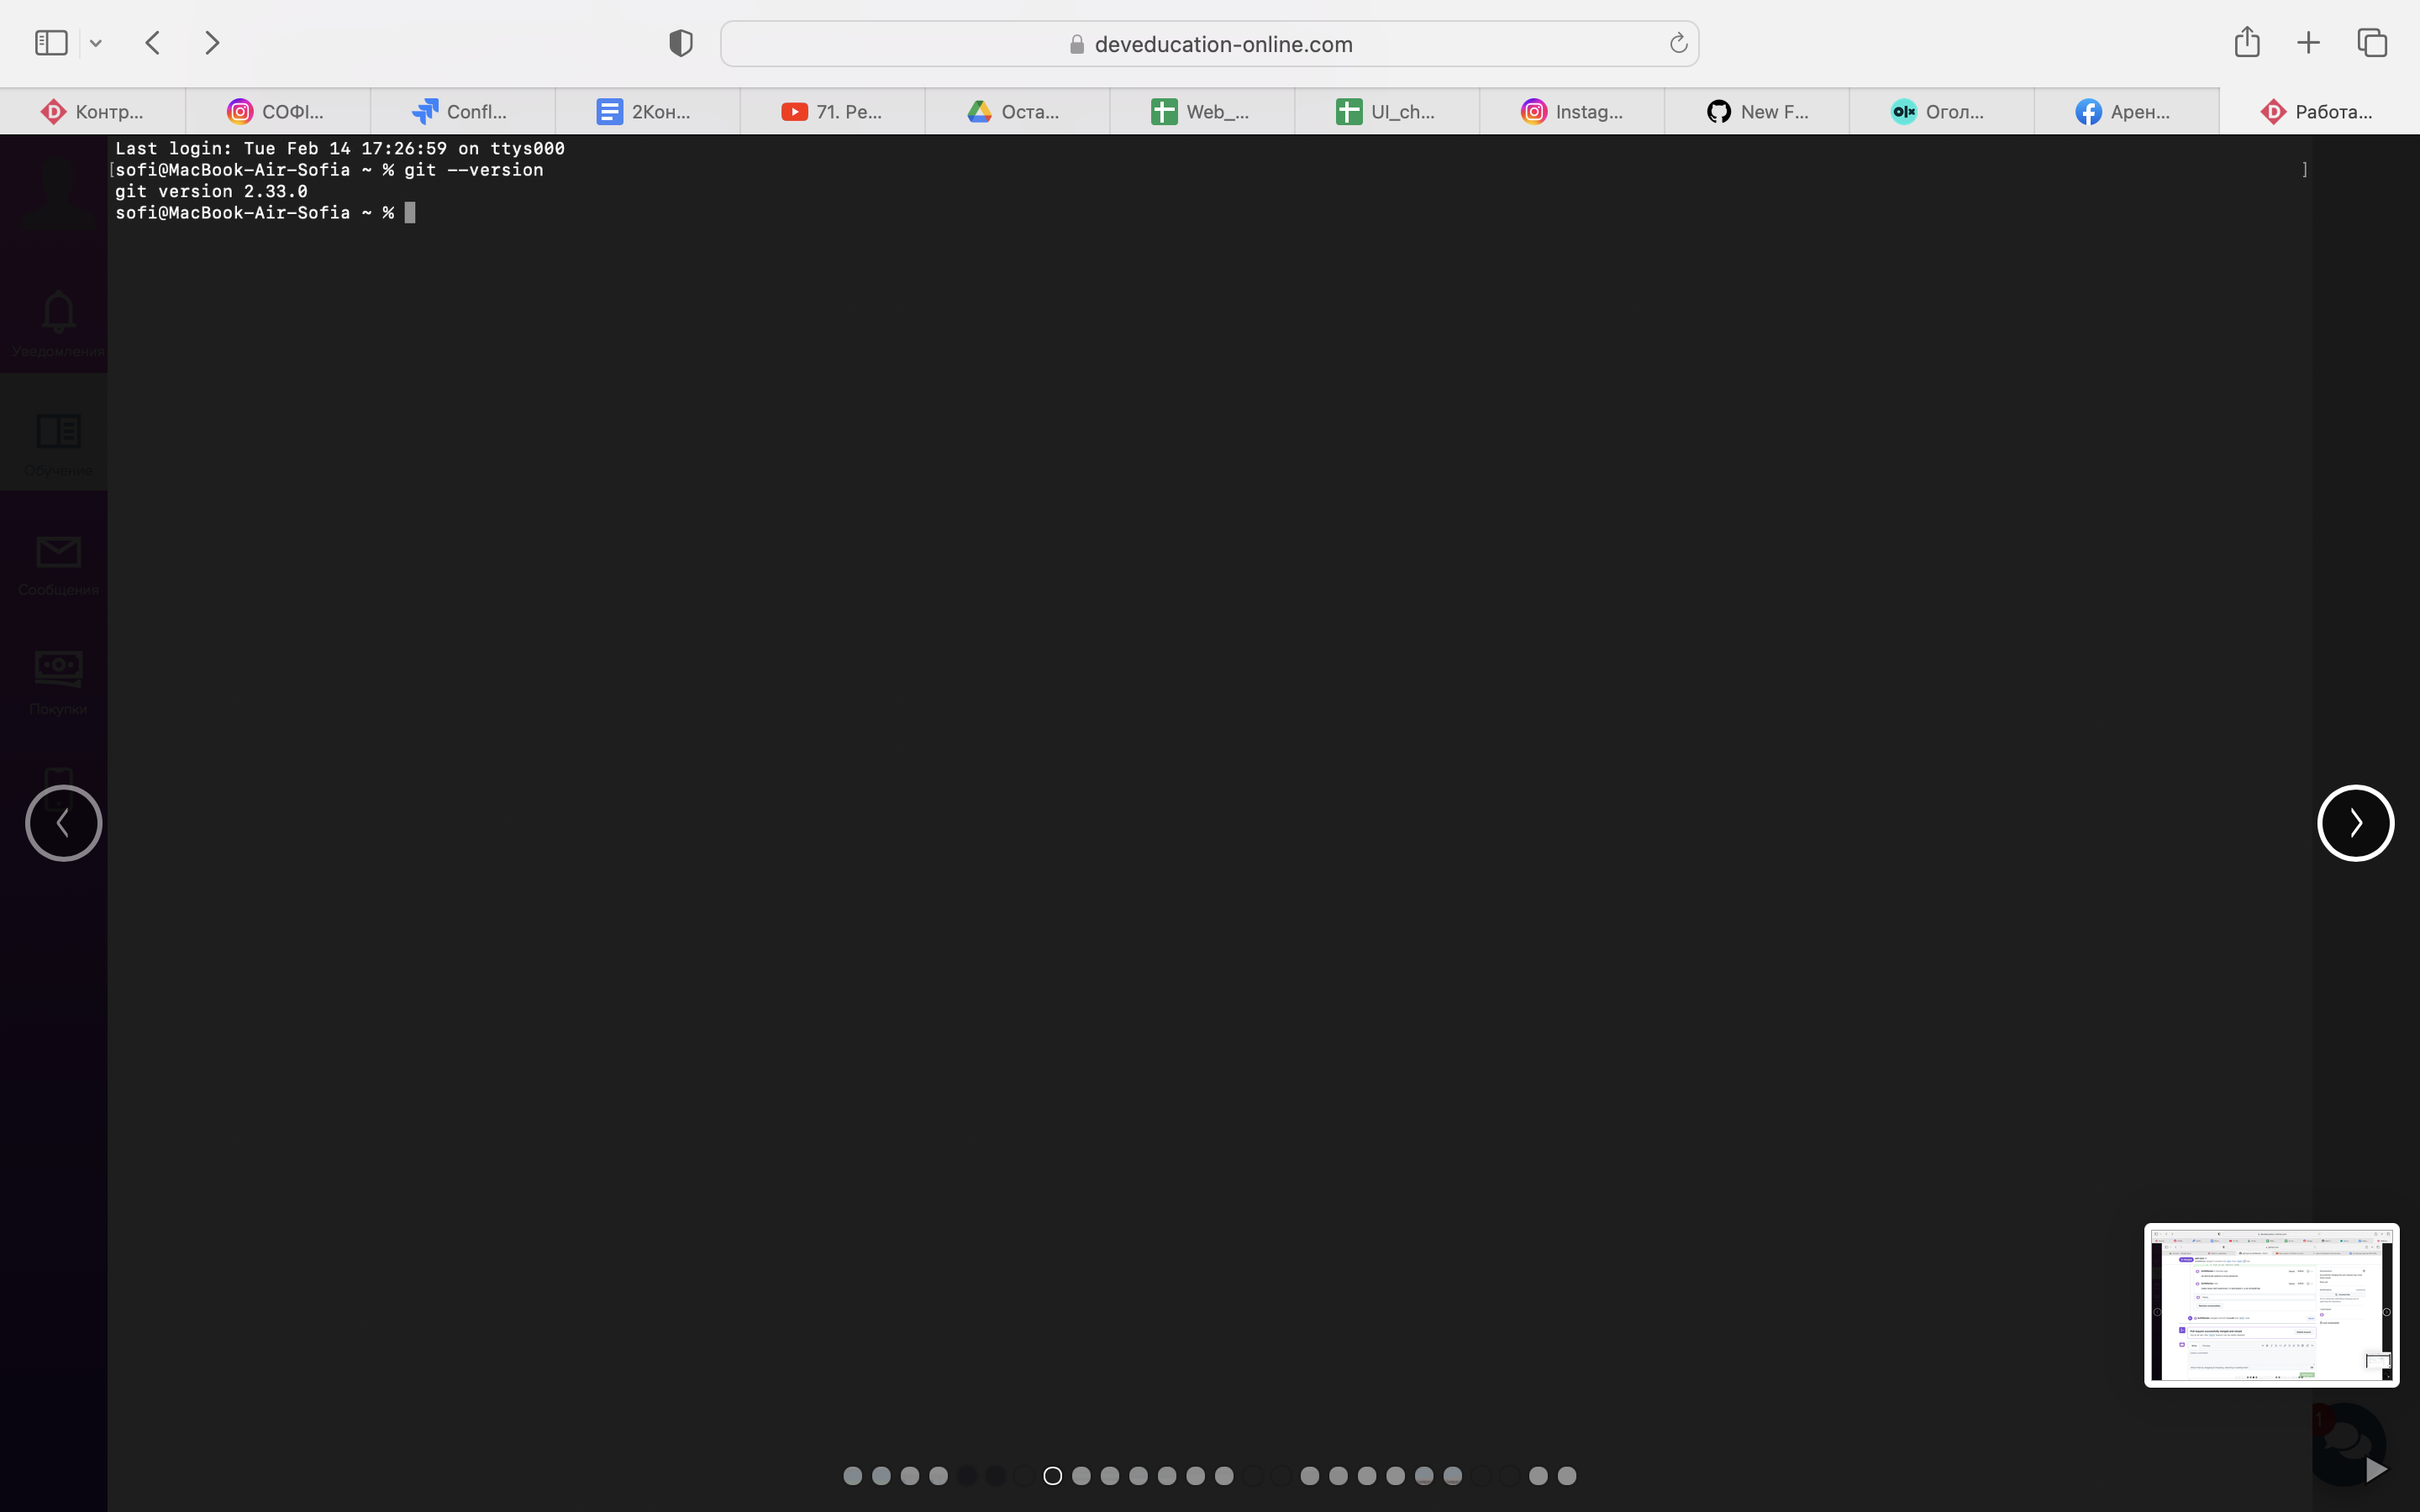 deveducation-online.com
Контр...
СОФІ...
Confl...
2Кон...
71. Ре...
Оста...
Web_...
UI_ch...
Instag...
New F...
olx
Огол...
Арен...
Работа...
Last login: Tue Feb 14 17:26:59 on ttys000
[sofi@MacBook-Air-Sofia ~ % git --version ]
git version 2.33.0
sofi@MacBook-Air-Sofia ~ %
Уведомления
Обучение
Сообщения
Покупки
1